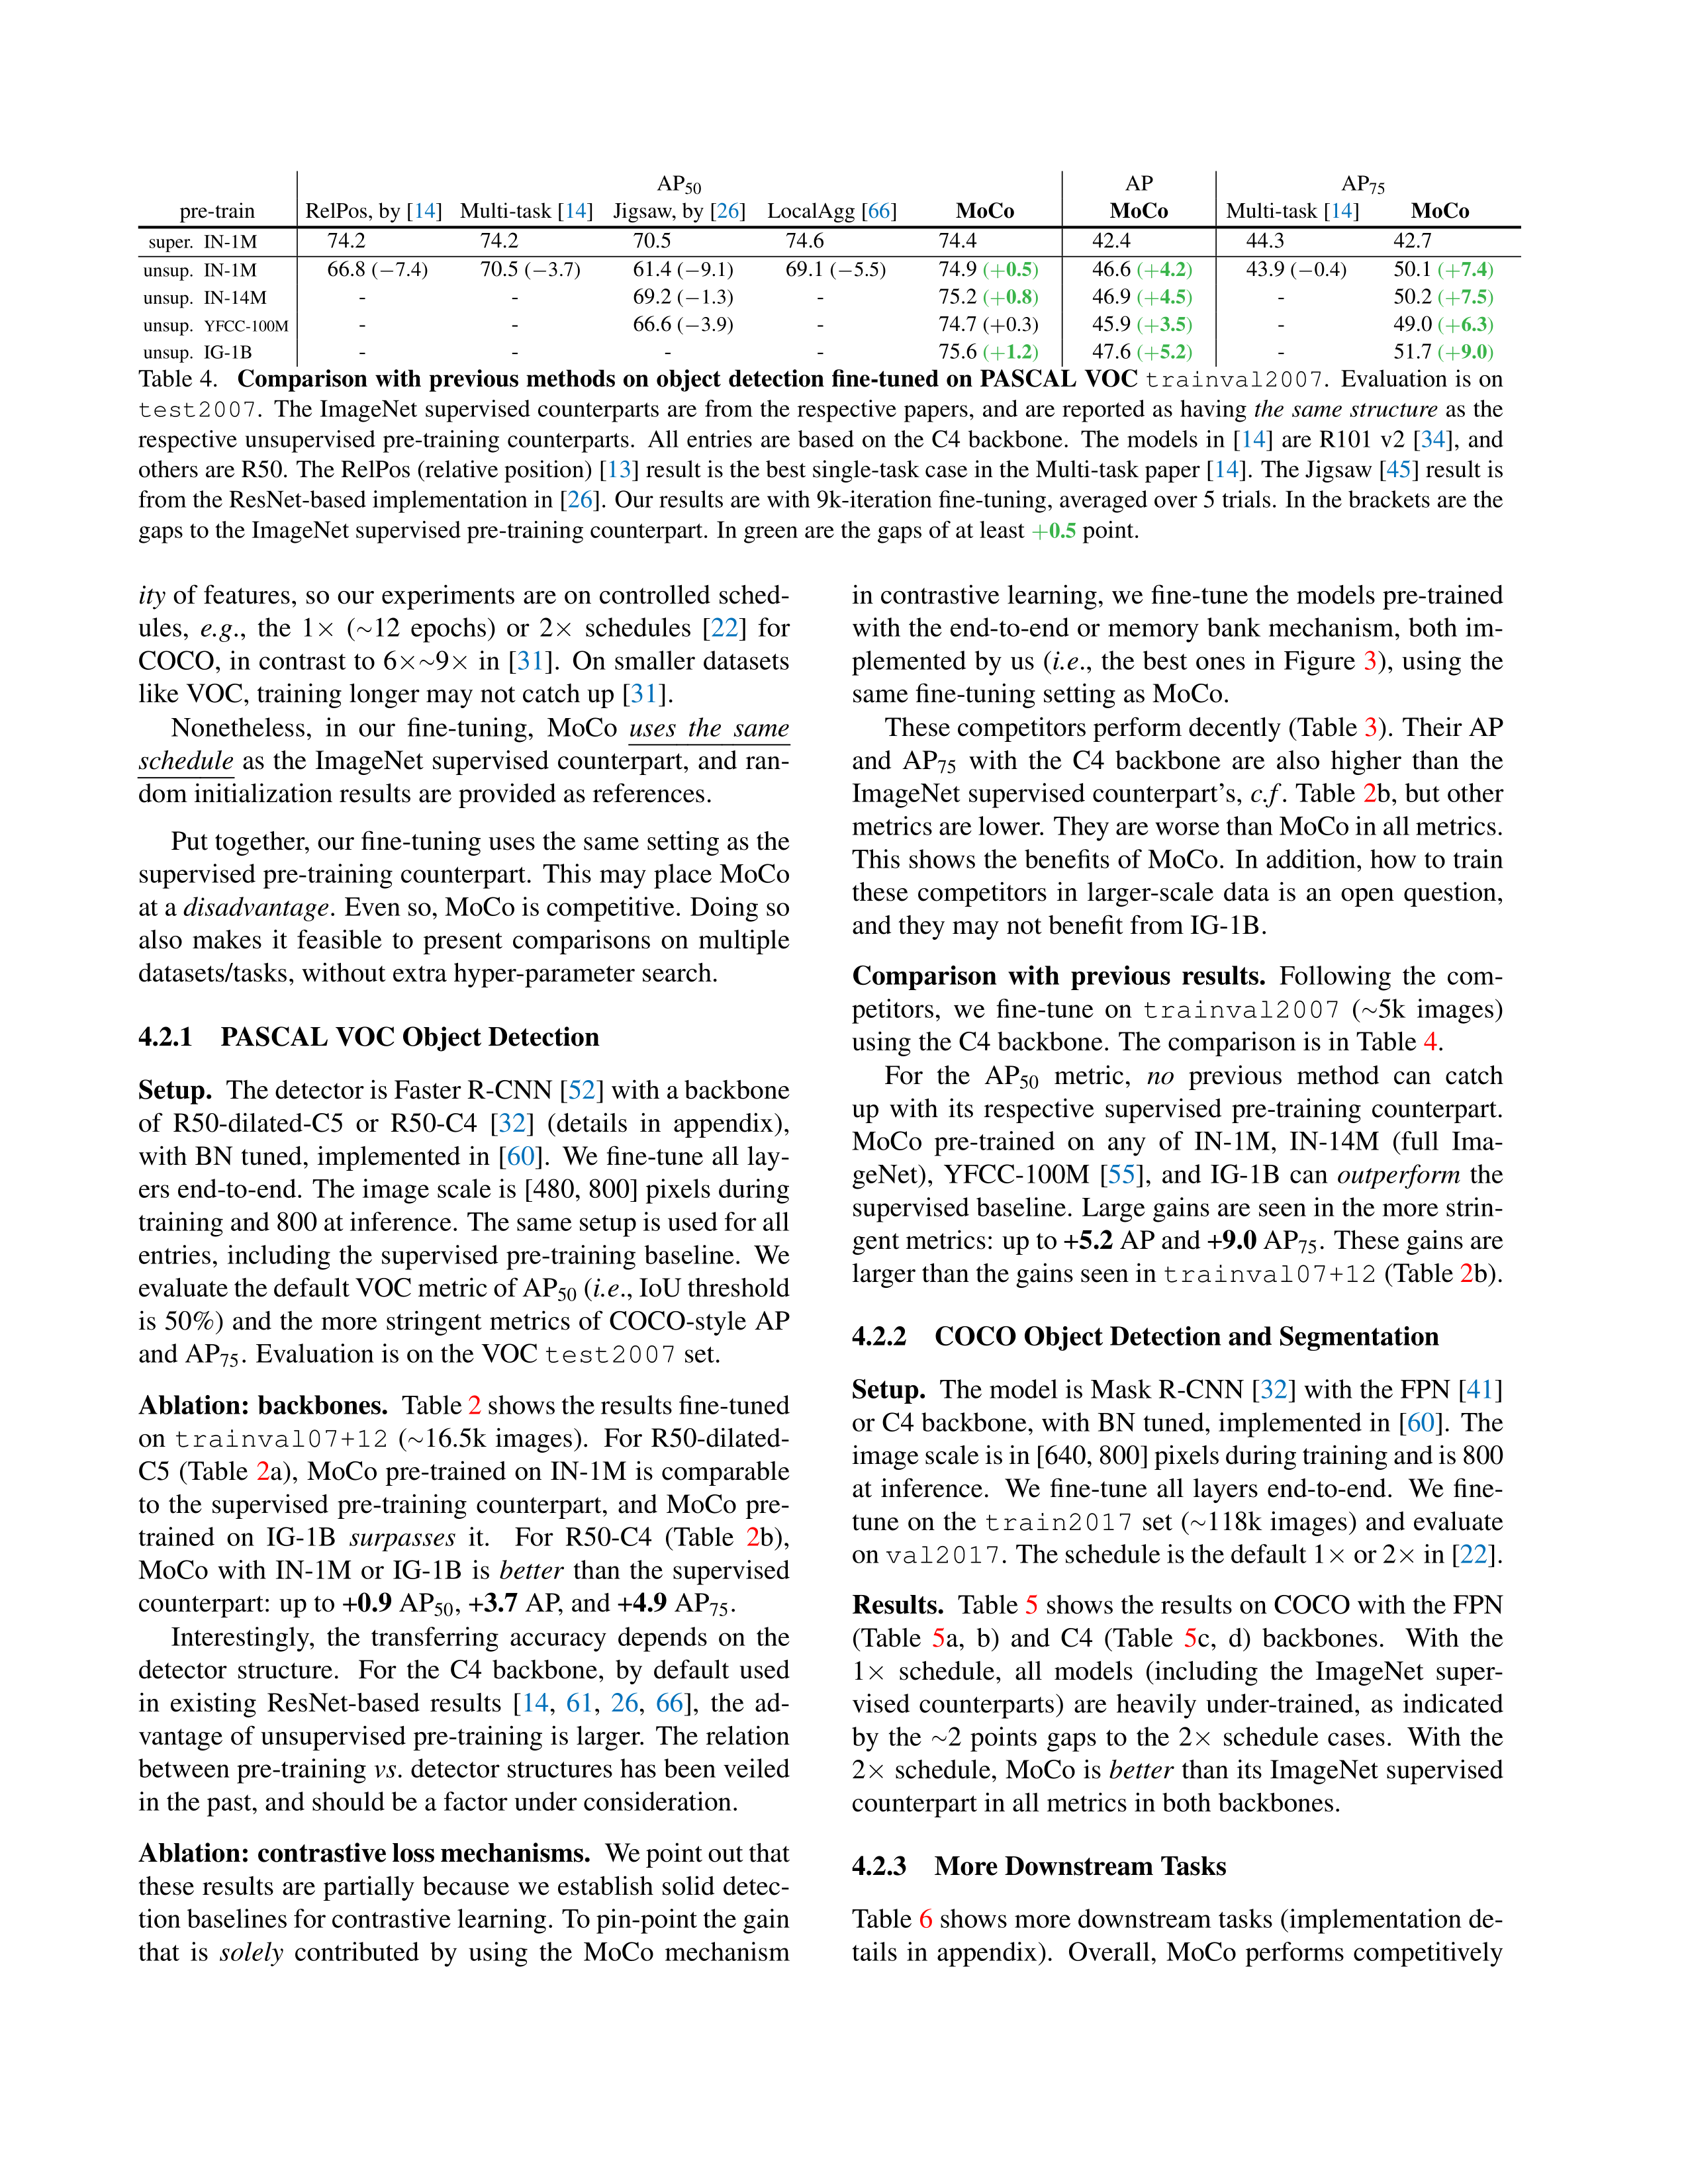 AP50 AP AP75
pre-train RelPos, by [14] Multi-task [14] Jigsaw, by [26] LocalAgg [66] MoCo MoCo Multi-task [14] MoCo
super. IN-1M 74.2 74.2 70.5 74.6 74.4 42.4 44.3 42.7
unsup. IN-1M 66.8 (−7.4) 70.5 (−3.7) 61.4 (−9.1) 69.1 (−5.5) 74.9 (+0.5) 46.6 (+4.2) 43.9 (−0.4) 50.1 (+7.4)
unsup. IN-14M - - 69.2 (−1.3) - 75.2 (+0.8) 46.9 (+4.5) - 50.2 (+7.5)
unsup. YFCC-100M - - 66.6 (−3.9) - 74.7 (+0.3) 45.9 (+3.5) - 49.0 (+6.3)
unsup. IG-1B - - - - 75.6 (+1.2) 47.6 (+5.2) - 51.7 (+9.0)
Table 4. Comparison with previous methods on object detection fine-tuned on PASCAL VOC trainval2007. Evaluation is on
test2007. The ImageNet supervised counterparts are from the respective papers, and are reported as having the same structure as the
respective unsupervised pre-training counterparts. All entries are based on the C4 backbone. The models in [14] are R101 v2 [34], and
others are R50. The RelPos (relative position) [13] result is the best single-task case in the Multi-task paper [14]. The Jigsaw [45] result is
from the ResNet-based implementation in [26]. Our results are with 9k-iteration fine-tuning, averaged over 5 trials. In the brackets are the
gaps to the ImageNet supervised pre-training counterpart. In green are the gaps of at least +0.5 point.
ity of features, so our experiments are on controlled sched-
ules, e.g., the 1× (∼12 epochs) or 2× schedules [22] for
COCO, in contrast to 6×∼9× in [31]. On smaller datasets
like VOC, training longer may not catch up [31].
Nonetheless, in our fine-tuning, MoCo uses the same
schedule as the ImageNet supervised counterpart, and ran-
dom initialization results are provided as references.
Put together, our fine-tuning uses the same setting as the
supervised pre-training counterpart. This may place MoCo
at a disadvantage. Even so, MoCo is competitive. Doing so
also makes it feasible to present comparisons on multiple
datasets/tasks, without extra hyper-parameter search.
4.2.1 PASCAL VOC Object Detection
Setup. The detector is Faster R-CNN [52] with a backbone
of R50-dilated-C5 or R50-C4 [32] (details in appendix),
with BN tuned, implemented in [60]. We fine-tune all lay-
ers end-to-end. The image scale is [480, 800] pixels during
training and 800 at inference. The same setup is used for all
entries, including the supervised pre-training baseline. We
evaluate the default VOC metric of AP50 (i.e., IoU threshold
is 50%) and the more stringent metrics of COCO-style AP
and AP75. Evaluation is on the VOC test2007 set.
Ablation: backbones. Table 2 shows the results fine-tuned
on trainval07+12 (∼16.5k images). For R50-dilated-
C5 (Table 2a), MoCo pre-trained on IN-1M is comparable
to the supervised pre-training counterpart, and MoCo pre-
trained on IG-1B surpasses it. For R50-C4 (Table 2b),
MoCo with IN-1M or IG-1B is better than the supervised
counterpart: up to +0.9 AP50, +3.7 AP, and +4.9 AP75.
Interestingly, the transferring accuracy depends on the
detector structure. For the C4 backbone, by default used
in existing ResNet-based results [14, 61, 26, 66], the ad-
vantage of unsupervised pre-training is larger. The relation
between pre-training vs. detector structures has been veiled
in the past, and should be a factor under consideration.
Ablation: contrastive loss mechanisms. We point out that
these results are partially because we establish solid detec-
tion baselines for contrastive learning. To pin-point the gain
that is solely contributed by using the MoCo mechanism
in contrastive learning, we fine-tune the models pre-trained
with the end-to-end or memory bank mechanism, both im-
plemented by us (i.e., the best ones in Figure 3), using the
same fine-tuning setting as MoCo.
These competitors perform decently (Table 3). Their AP
and AP75 with the C4 backbone are also higher than the
ImageNet supervised counterpart's, c.f. Table 2b, but other
metrics are lower. They are worse than MoCo in all metrics.
This shows the benefits of MoCo. In addition, how to train
these competitors in larger-scale data is an open question,
and they may not benefit from IG-1B.
Comparison with previous results. Following the com-
petitors, we fine-tune on trainval2007 (∼5k images)
using the C4 backbone. The comparison is in Table 4.
For the AP50 metric, no previous method can catch
up with its respective supervised pre-training counterpart.
MoCo pre-trained on any of IN-1M, IN-14M (full Ima-
geNet), YFCC-100M [55], and IG-1B can outperform the
supervised baseline. Large gains are seen in the more strin-
gent metrics: up to +5.2 AP and +9.0 AP75. These gains are
larger than the gains seen in trainval07+12 (Table 2b).
4.2.2 COCO Object Detection and Segmentation
Setup. The model is Mask R-CNN [32] with the FPN [41]
or C4 backbone, with BN tuned, implemented in [60]. The
image scale is in [640, 800] pixels during training and is 800
at inference. We fine-tune all layers end-to-end. We fine-
tune on the train2017 set (∼118k images) and evaluate
on val2017. The schedule is the default 1× or 2× in [22].
Results. Table 5 shows the results on COCO with the FPN
(Table 5a, b) and C4 (Table 5c, d) backbones. With the
1× schedule, all models (including the ImageNet super-
vised counterparts) are heavily under-trained, as indicated
by the ∼2 points gaps to the 2× schedule cases. With the
2× schedule, MoCo is better than its ImageNet supervised
counterpart in all metrics in both backbones.
4.2.3 More Downstream Tasks
Table 6 shows more downstream tasks (implementation de-
tails in appendix). Overall, MoCo performs competitively